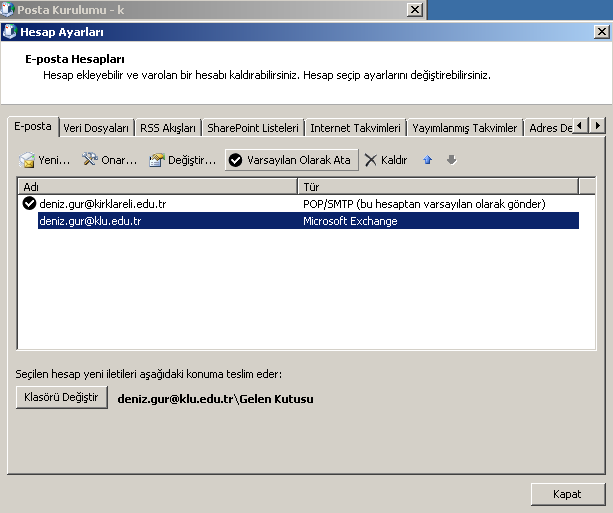 Posta Kurulumu - k
Hesap Ayarları
E-posta Hesapları
Hesap ekleyebilir ve varolan bir hesabı kaldırabilirsiniz. Hesap seçip ayarlarını değiştirebilirsiniz.
E-posta Veri Dosyaları RSS Akışları SharePoint Listeleri Internet Takvimleri Yayımlanmış Takvimler Adres De
Yeni... Onar... Değiştir... Varsayılan Olarak Ata Kaldır
Adı Tür
deniz.gur@kirklareli.edu.tr POP/SMTP (bu hesaptan varsayılan olarak gönder)
deniz.gur@klu.edu.tr Microsoft Exchange
Seçilen hesap yeni iletileri aşağıdaki konuma teslim eder:
Klasörü Değiştir deniz.gur@klu.edu.tr\Gelen Kutusu
Kapat